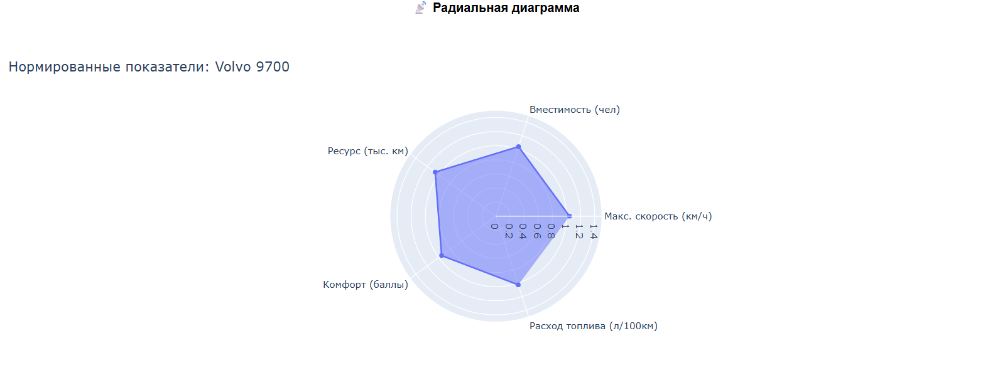 Радиальная диаграмма
Нормированные показатели: Volvo 9700
Вместимость (чел)
Ресурс (тыс. км)
Макс. скорость (км/ч)
0
0.2
0.4
0.6
0.8
1
1.2
1.4
Комфорт (баллы)
Расход топлива (л/100км)